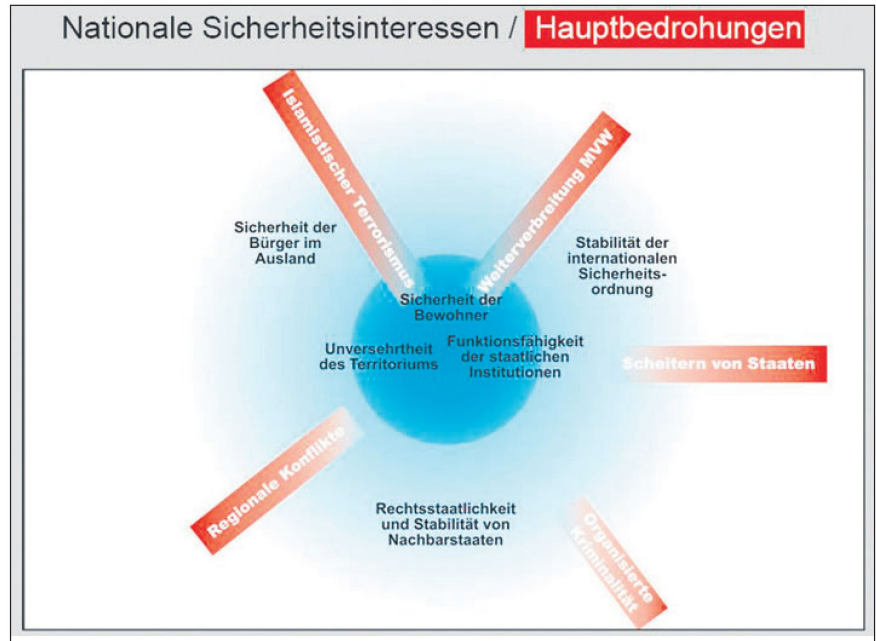 Nationale Sicherheitsinteressen / Hauptbedrohungen
Islamistischer Terrorismus
Weiterverbreitung MVW
Sicherheit der
Bürger im
Ausland
Stabilität der
internationalen
Sicherheits-
ordnung
Sicherheit der
Bewohner
Unversehrtheit
des Territoriums
Funktionsfähigkeit
der staatlichen
Institutionen
Scheitern von Staaten
Regionale Konflikte
Rechtsstaatlichkeit
und Stabilität von
Nachbarstaaten
Organisierte
Kriminalität